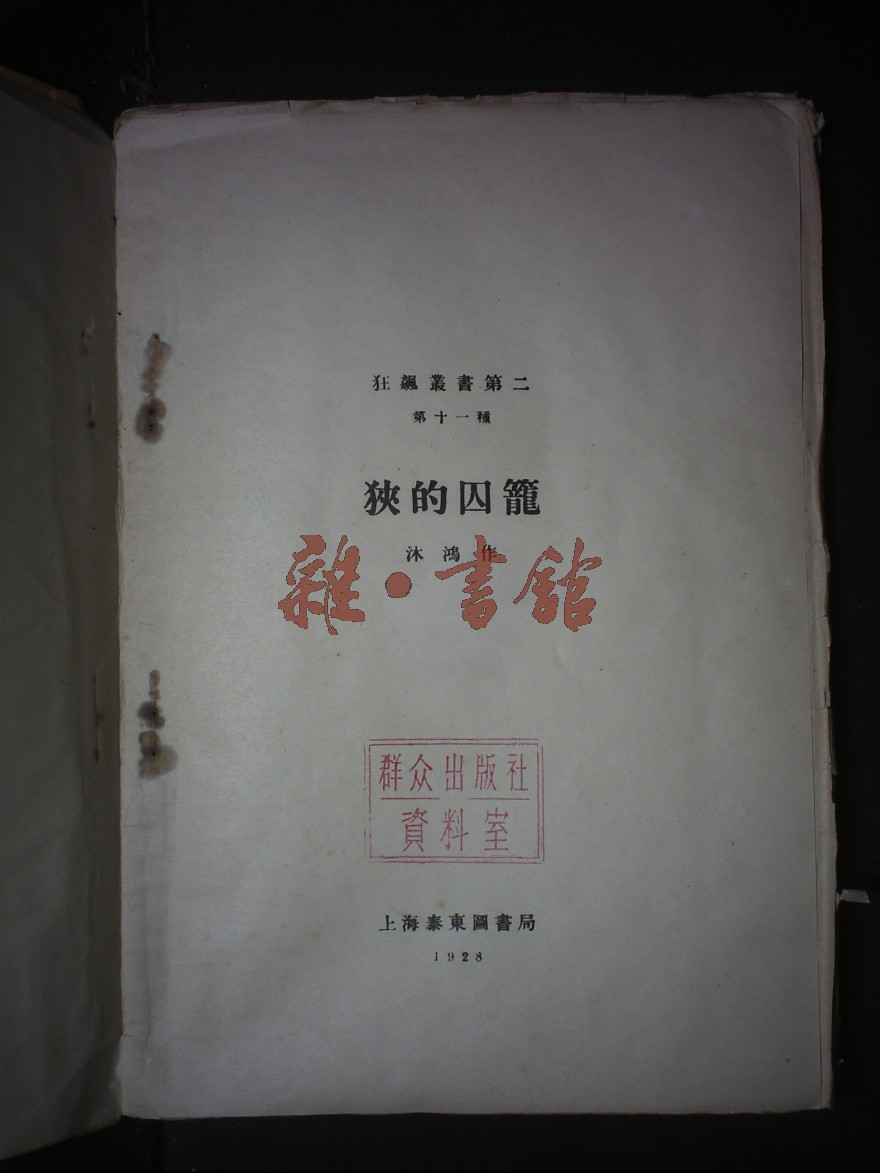 狂飆叢書第二
第十一種
狹的囚籠
沐鴻作
雜·書舘
群众出版社
資料室
上海泰東圖書局
1928